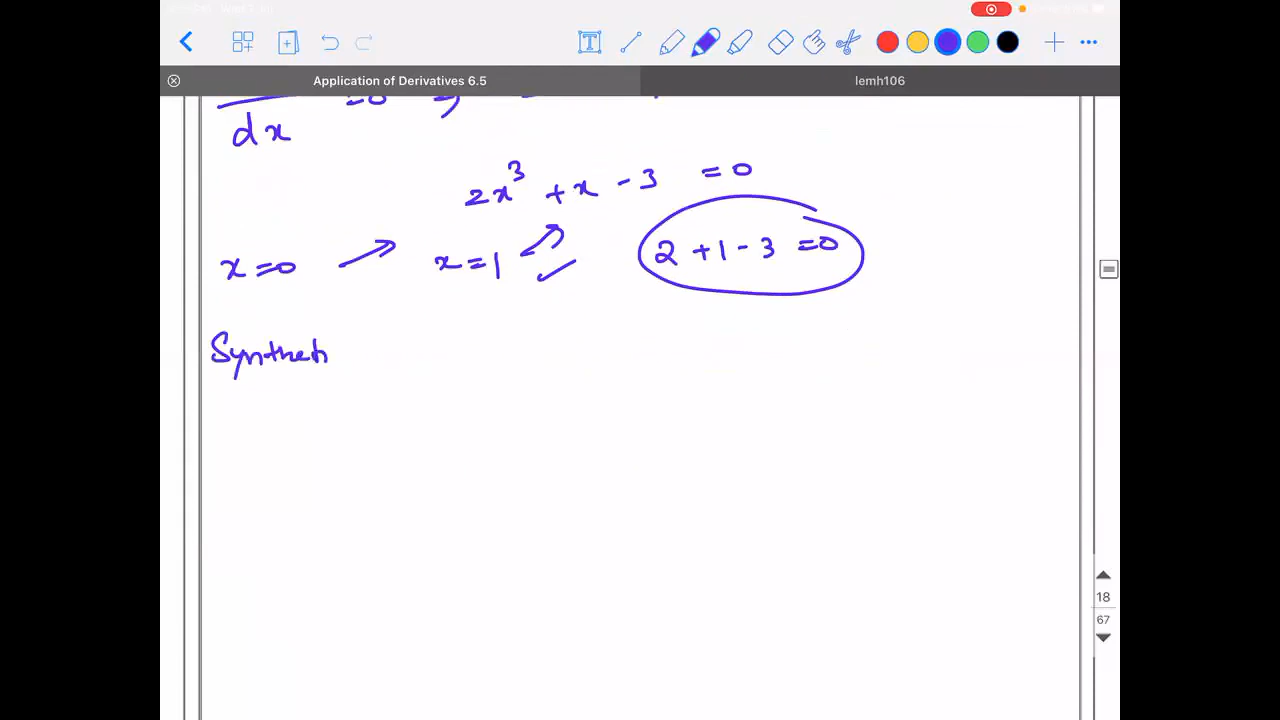 Application of Derivatives 6.5
lemh106
dx = 0 ⇒
2x³ + x - 3 = 0
x = 0 → x = 1 2 + 1 - 3 = 0
Syntheti
18
67